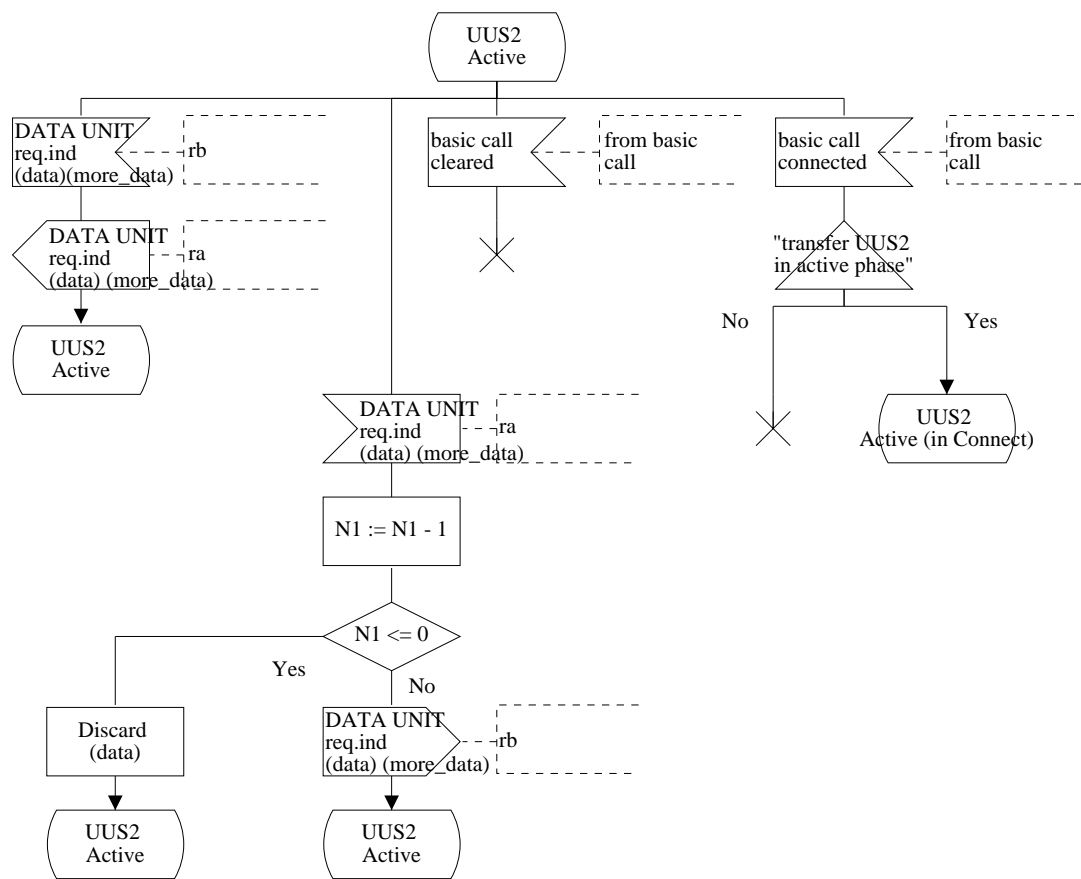 UUS2
Active
DATA UNIT
req.ind
(data)(more_data)
rb
basic call
cleared
from basic
call
basic call
connected
from basic
call
DATA UNIT
req.ind
(data) (more_data)
ra
"transfer UUS2
in active phase"
No
Yes
UUS2
Active
DATA UNIT
req.ind
(data) (more_data)
ra
UUS2
Active (in Connect)
N1 := N1 - 1
N1 <= 0
Yes
No
Discard
(data)
DATA UNIT
req.ind
(data) (more_data)
rb
UUS2
Active
UUS2
Active